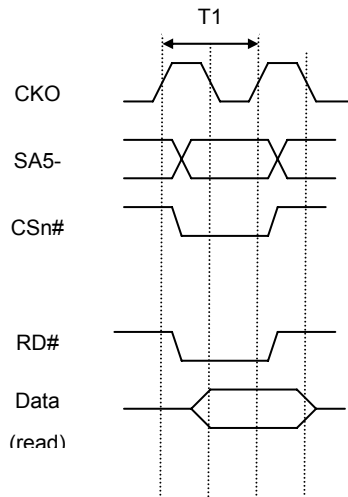 T1
CKO
SA5-
CSn#
RD#
Data
(read)